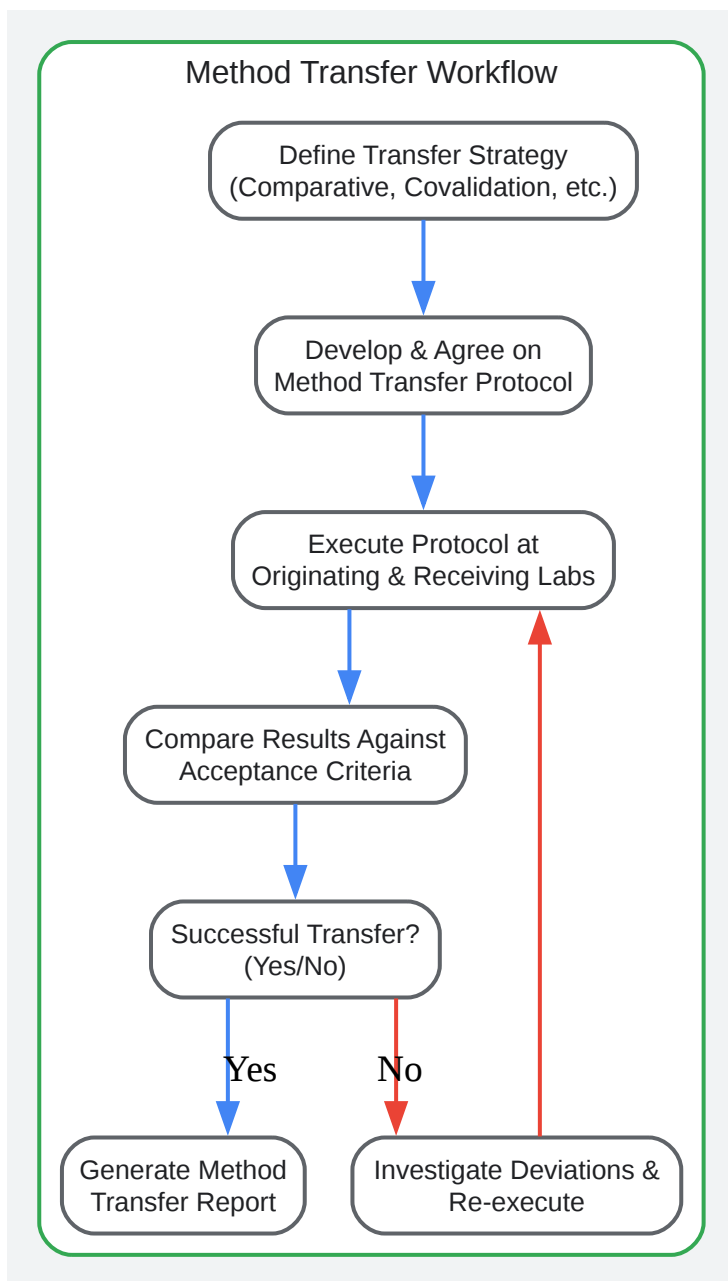 Method Transfer Workflow
Define Transfer Strategy
(Comparative, Covalidation, etc.)
Develop & Agree on
Method Transfer Protocol
Execute Protocol at
Originating & Receiving Labs
Compare Results Against
Acceptance Criteria
Successful Transfer?
(Yes/No)
Yes
No
Generate Method
Transfer Report
Investigate Deviations &
Re-execute